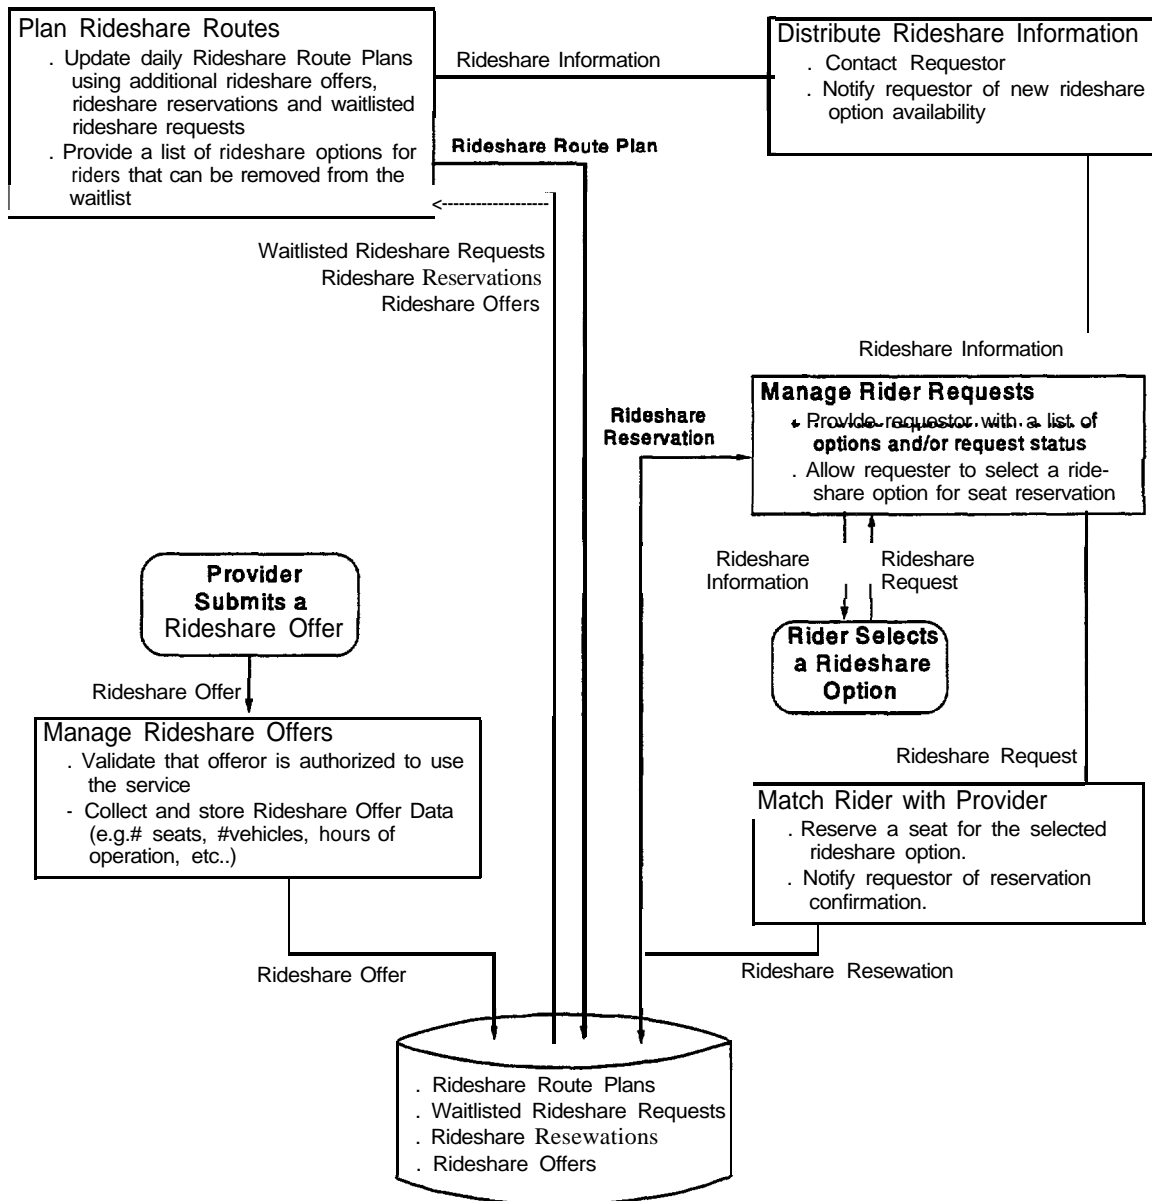 Plan Rideshare Routes
. Update daily Rideshare Route Plans
using additional rideshare offers,
rideshare reservations and waitlisted
rideshare requests
. Provide a list of rideshare options for
riders that can be removed from the
waitlist
Rideshare Information
Distribute Rideshare Information
. Contact Requestor
. Notify requestor of new rideshare
option availability
Rideshare Route Plan
Waitlisted Rideshare Requests
Rideshare Reservations
Rideshare Offers
Rideshare Information
Rideshare
Reservation
Manage Rider Requests
. Provide requestor with a list of
options and/or request status
. Allow requester to select a ride-
share option for seat reservation
Rideshare
Information
Rideshare
Request
Provider
Submits a
Rideshare Offer
Rider Selects
a Rideshare
Option
Rideshare Offer
Manage Rideshare Offers
. Validate that offeror is authorized to use
the service
- Collect and store Rideshare Offer Data
(e.g.# seats, #vehicles, hours of
operation, etc..)
Rideshare Request
Match Rider with Provider
. Reserve a seat for the selected
rideshare option.
. Notify requestor of reservation
confirmation.
Rideshare Offer
Rideshare Resewation
. Rideshare Route Plans
. Waitlisted Rideshare Requests
. Rideshare Resewations
. Rideshare Offers